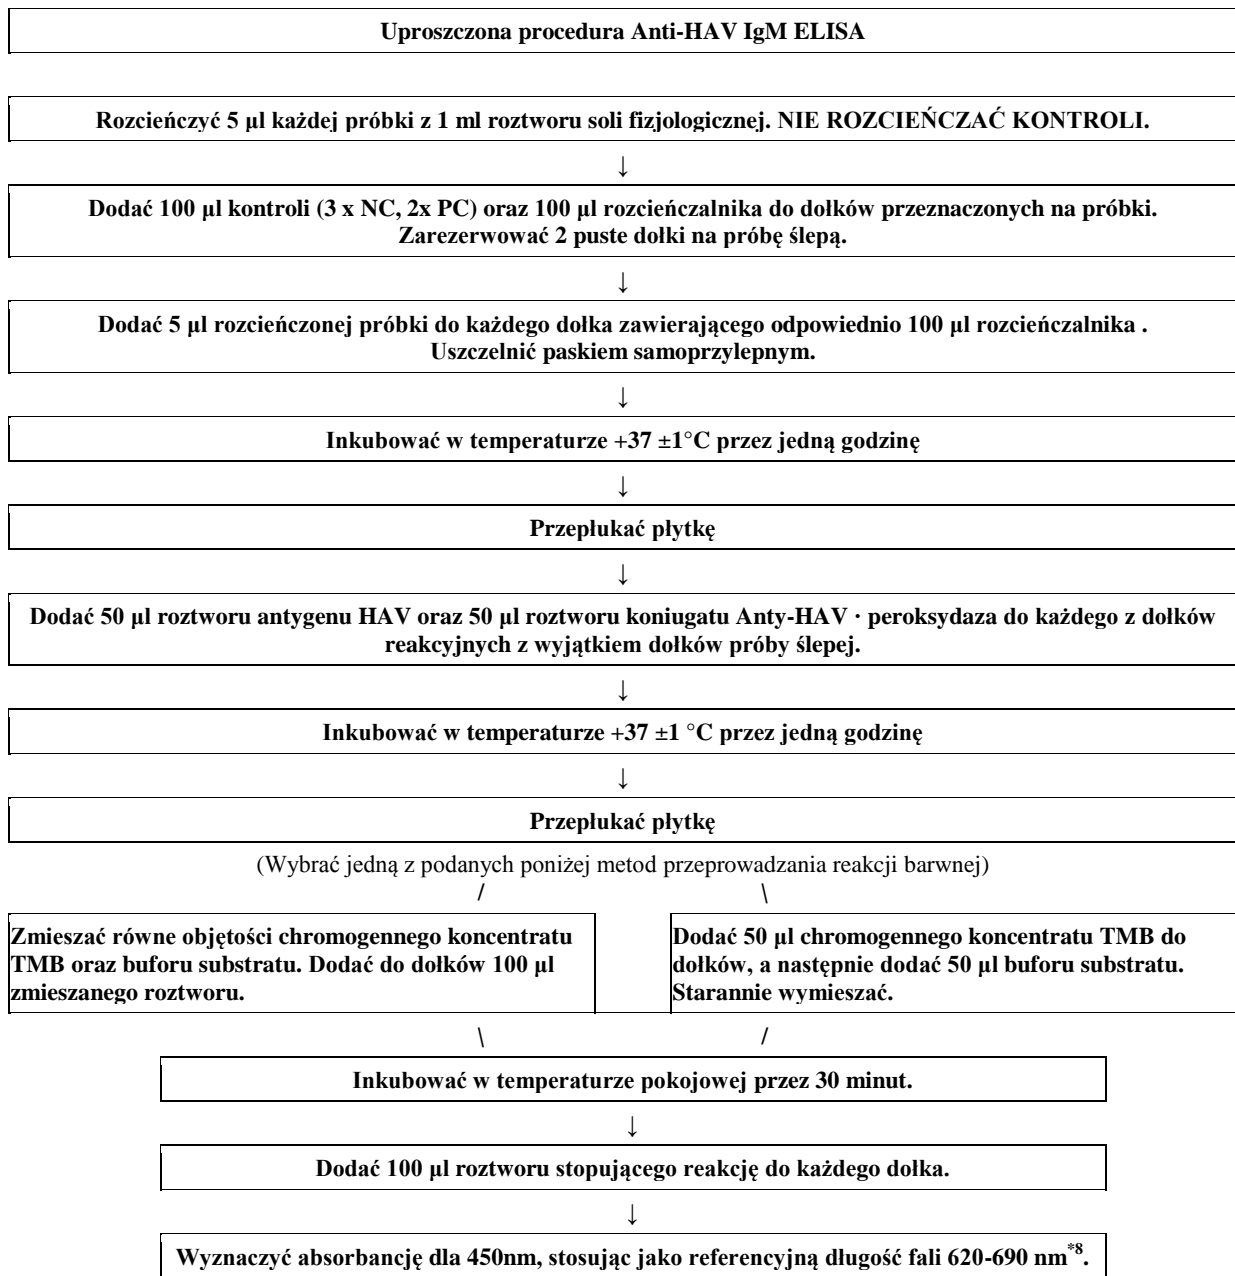 Uproszczona procedura Anti-HAV IgM ELISA
Rozcieńczyć 5 µl każdej próbki z 1 ml roztworu soli fizjologicznej. NIE ROZCIEŃCZAĆ KONTROLI.
↓
Dodać 100 µl kontroli (3 x NC, 2x PC) oraz 100 µl rozcieńczalnika do dołków przeznaczonych na próbki.
Zarezerwować 2 puste dołki na próbę ślepą.
↓
Dodać 5 µl rozcieńczonej próbki do każdego dołka zawierającego odpowiednio 100 µl rozcieńczalnika .
Uszczelnić paskiem samoprzylepnym.
↓
Inkubować w temperaturze +37 ±1°C przez jedną godzinę
↓
Przepłukać płytkę
↓
Dodać 50 µl roztworu antygenu HAV oraz 50 µl roztworu koniugatu Anty-HAV · peroksydaza do każdego z dołków
reakcyjnych z wyjątkiem dołków próby ślepej.
↓
Inkubować w temperaturze +37 ±1 °C przez jedną godzinę
↓
Przepłukać płytkę
(Wybrać jedną z podanych poniżej metod przeprowadzania reakcji barwnej)
/ \
Zmieszać równe objętości chromogennego koncentratu
TMB oraz buforu substratu. Dodać do dołków 100 µl
zmieszanego roztworu.
Dodać 50 µl chromogennego koncentratu TMB do
dołków, a następnie dodać 50 µl buforu substratu.
Starannie wymieszać.
\ /
Inkubować w temperaturze pokojowej przez 30 minut.
↓
Dodać 100 µl roztworu stopującego reakcję do każdego dołka.
↓
Wyznaczyć absorbancję dla 450nm, stosując jako referencyjną długość fali 620-690 nm*8.